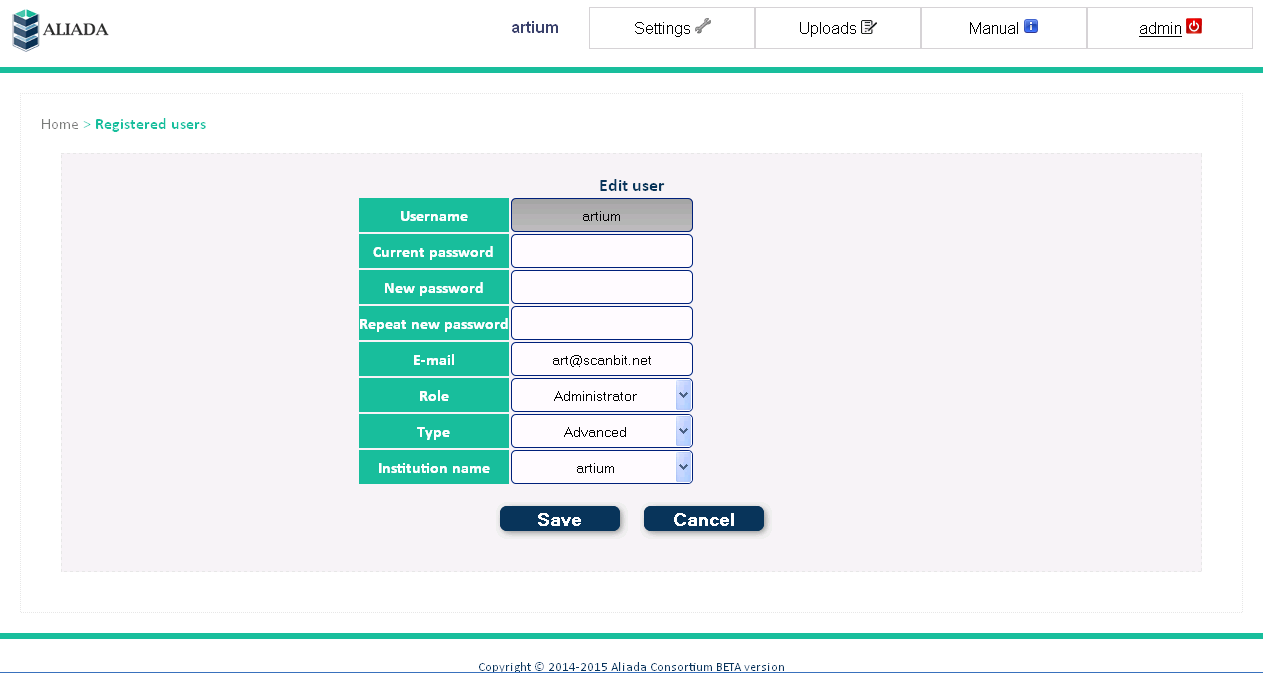 ALIADA
artium
Settings
Uploads
Manual
admin
Home > Registered users
Edit user
Username artium
Current password
New password
Repeat new password
E-mail art@scanbit.net
Role Administrator
Type Advanced
Institution name artium
Save Cancel
Copyright © 2014-2015 Aliada Consortium BETA version